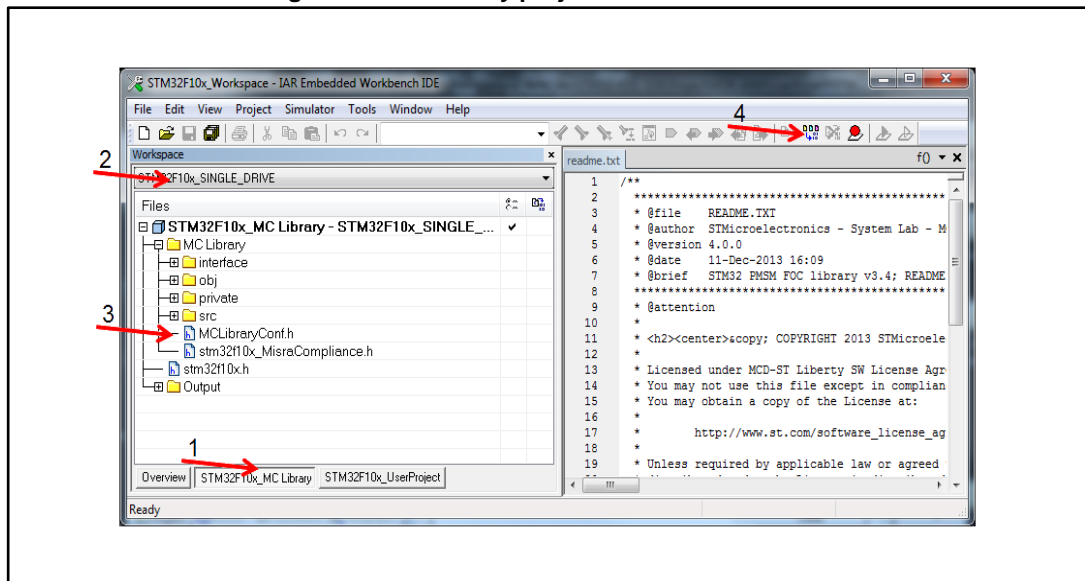 STM32F10x_Workspace - IAR Embedded Workbench IDE
File Edit View Project Simulator Tools Window Help
4
Workspace
readme.txt
f()
2
STM32F10x_SINGLE_DRIVE
Files
STM32F10x_MC Library - STM32F10x_SINGLE_...
MC Library
interface
obj
private
src
3
MCLibraryConf.h
stm32f10x_MisraCompliance.h
stm32f10x.h
Output
1
Overview
STM32F10x_MC Library
STM32F10x_UserProject
1 /**
2 **************************************
3 * @file README.TXT
4 * @author STMicroelectronics - System Lab - M
5 * @version 4.0.0
6 * @date 11-Dec-2013 16:09
7 * @brief STM32 PMSM FOC library v3.4; README
8 **************************************
9 * @attention
10 *
11 * <h2><center>&copy; COPYRIGHT 2013 STMicroele
12 *
13 * Licensed under MCD-ST Liberty SW License Agr
14 * You may not use this file except in complian
15 * You may obtain a copy of the License at:
16 *
17 * http://www.st.com/software_license_ag
18 *
19 * Unless required by applicable law or agreed
Ready